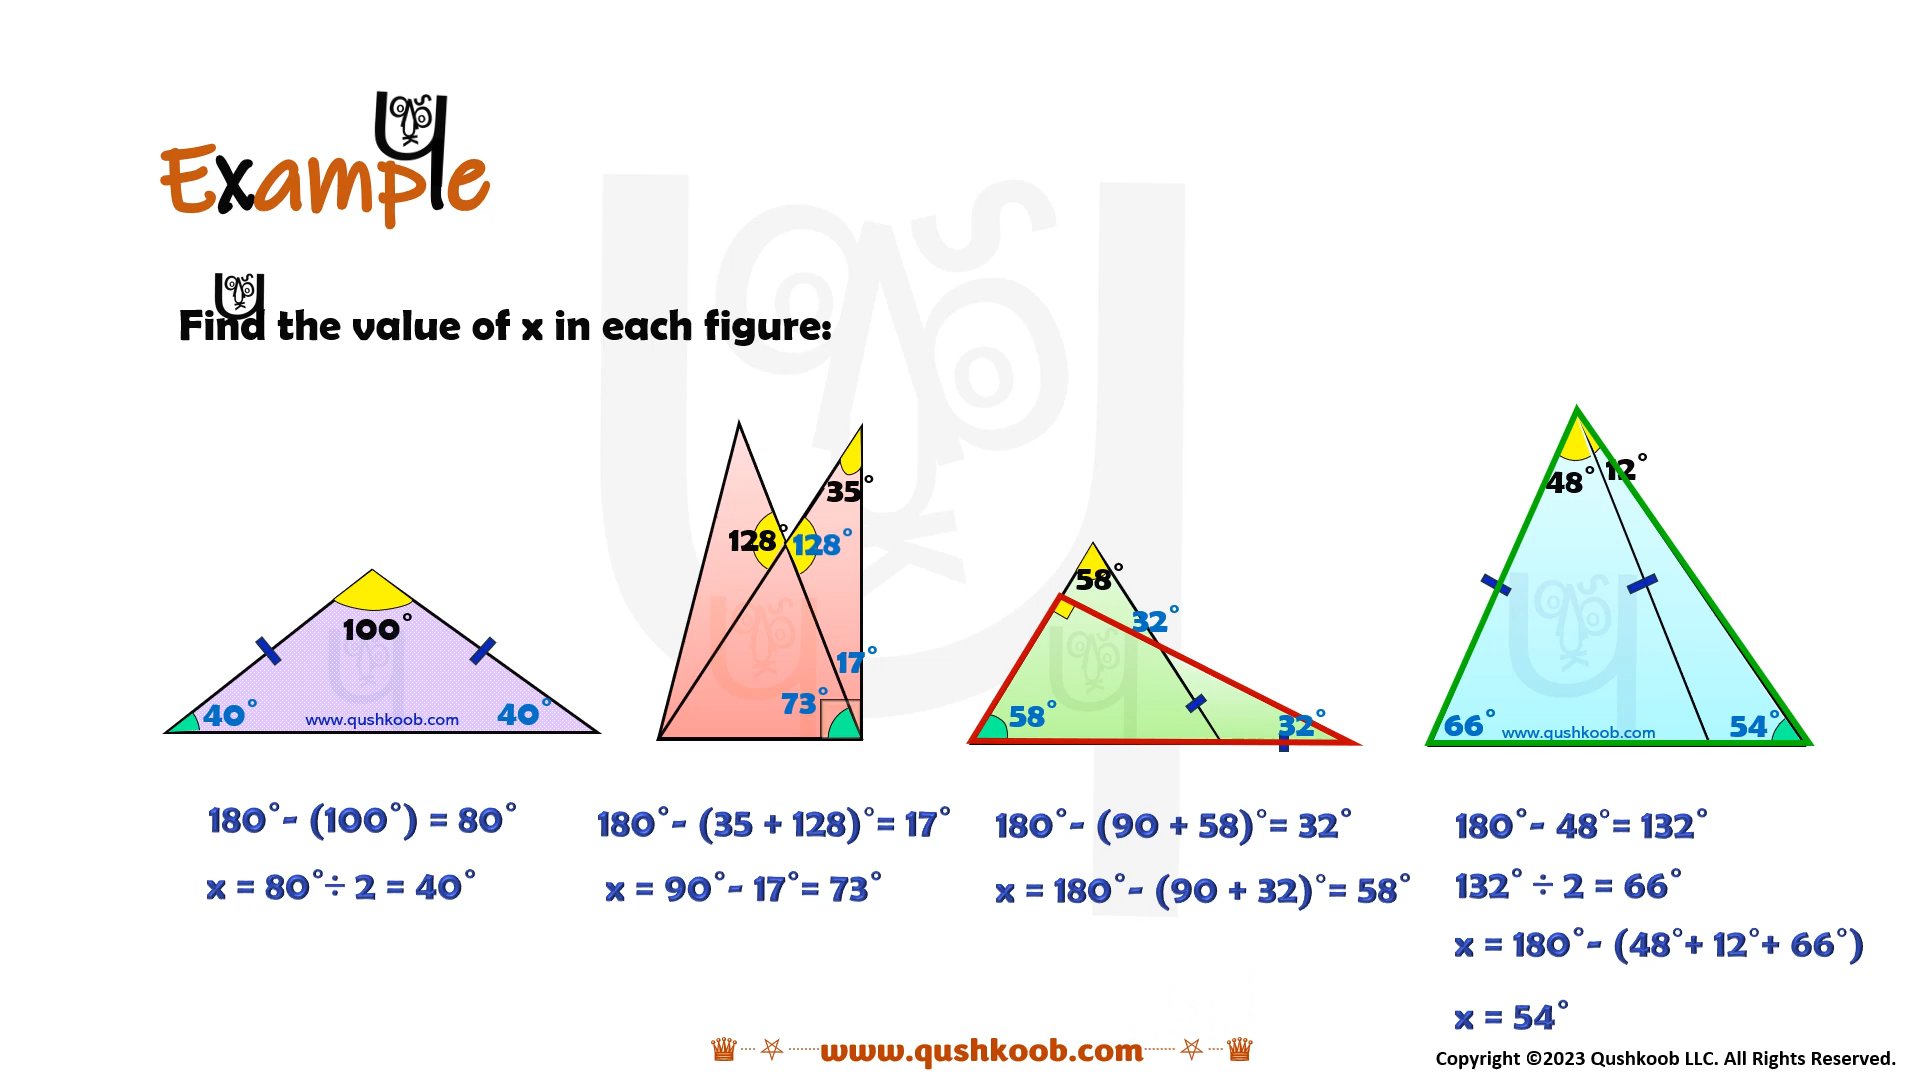 Example
Find the value of x in each figure:
100°
40°
www.qushkoob.com
40°
35°
128°
128°
17°
73°
58°
32°
58°
32°
48°
12°
66°
www.qushkoob.com
54°
180°- (100°) = 80°
x = 80°÷ 2 = 40°
180°- (35 + 128)°= 17°
x = 90°- 17°= 73°
180°- (90 + 58)°= 32°
x = 180°- (90 + 32)°= 58°
180°- 48°= 132°
132° ÷ 2 = 66°
x = 180°- (48°+ 12°+ 66°)
x = 54°
www.qushkoob.com
Copyright ©2023 Qushkoob LLC. All Rights Reserved.